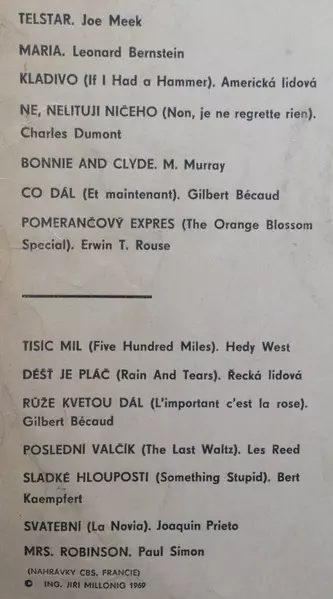 TELSTAR. Joe Meek
MARIA. Leonard Bernstein
KLADIVO (If I Had a Hammer). Americká lidová
NE, NELITUJI NIČEHO (Non, je ne regrette rien).
Charles Dumont
BONNIE AND CLYDE. M. Murray
CO DÁL (Et maintenant). Gilbert Bécaud
POMERANČOVÝ EXPRES (The Orange Blossom
Special). Erwin T. Rouse
TISÍC MIL (Five Hundred Miles). Hedy West
DÉŠŤ JE PLÁČ (Rain And Tears). Řecká lidová
RŮŽE KVETOU DÁL (L'important c'est la rose).
Gilbert Bécaud
POSLEDNÍ VALČÍK (The Last Waltz). Les Reed
SLADKÉ HLOUPOSTI (Something Stupid). Bert
Kaempfert
SVATEBNÍ (La Novia). Joaquin Prieto
MRS. ROBINSON. Paul Simon
(NAHRÁVKY CBS, FRANCIE)
© ING. JIŘÍ MILLONIG 1969